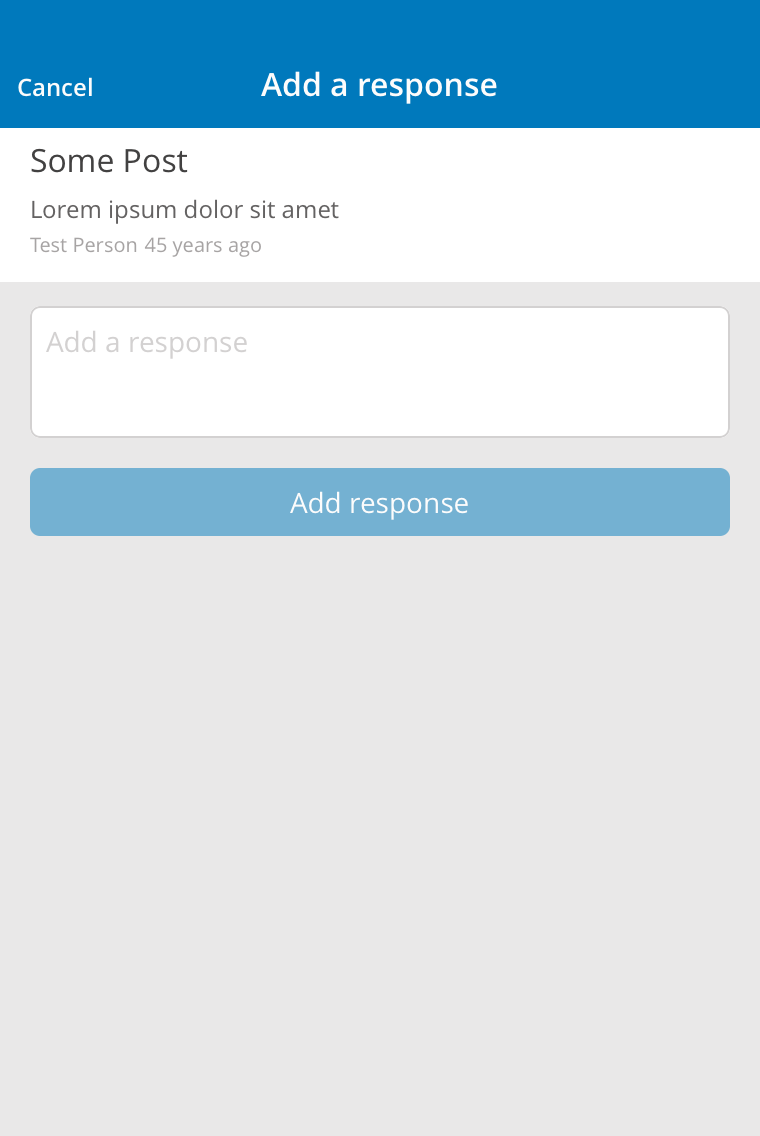 Cancel
Add a response
Some Post
Lorem ipsum dolor sit amet
Test Person 45 years ago
Add a response
Add response